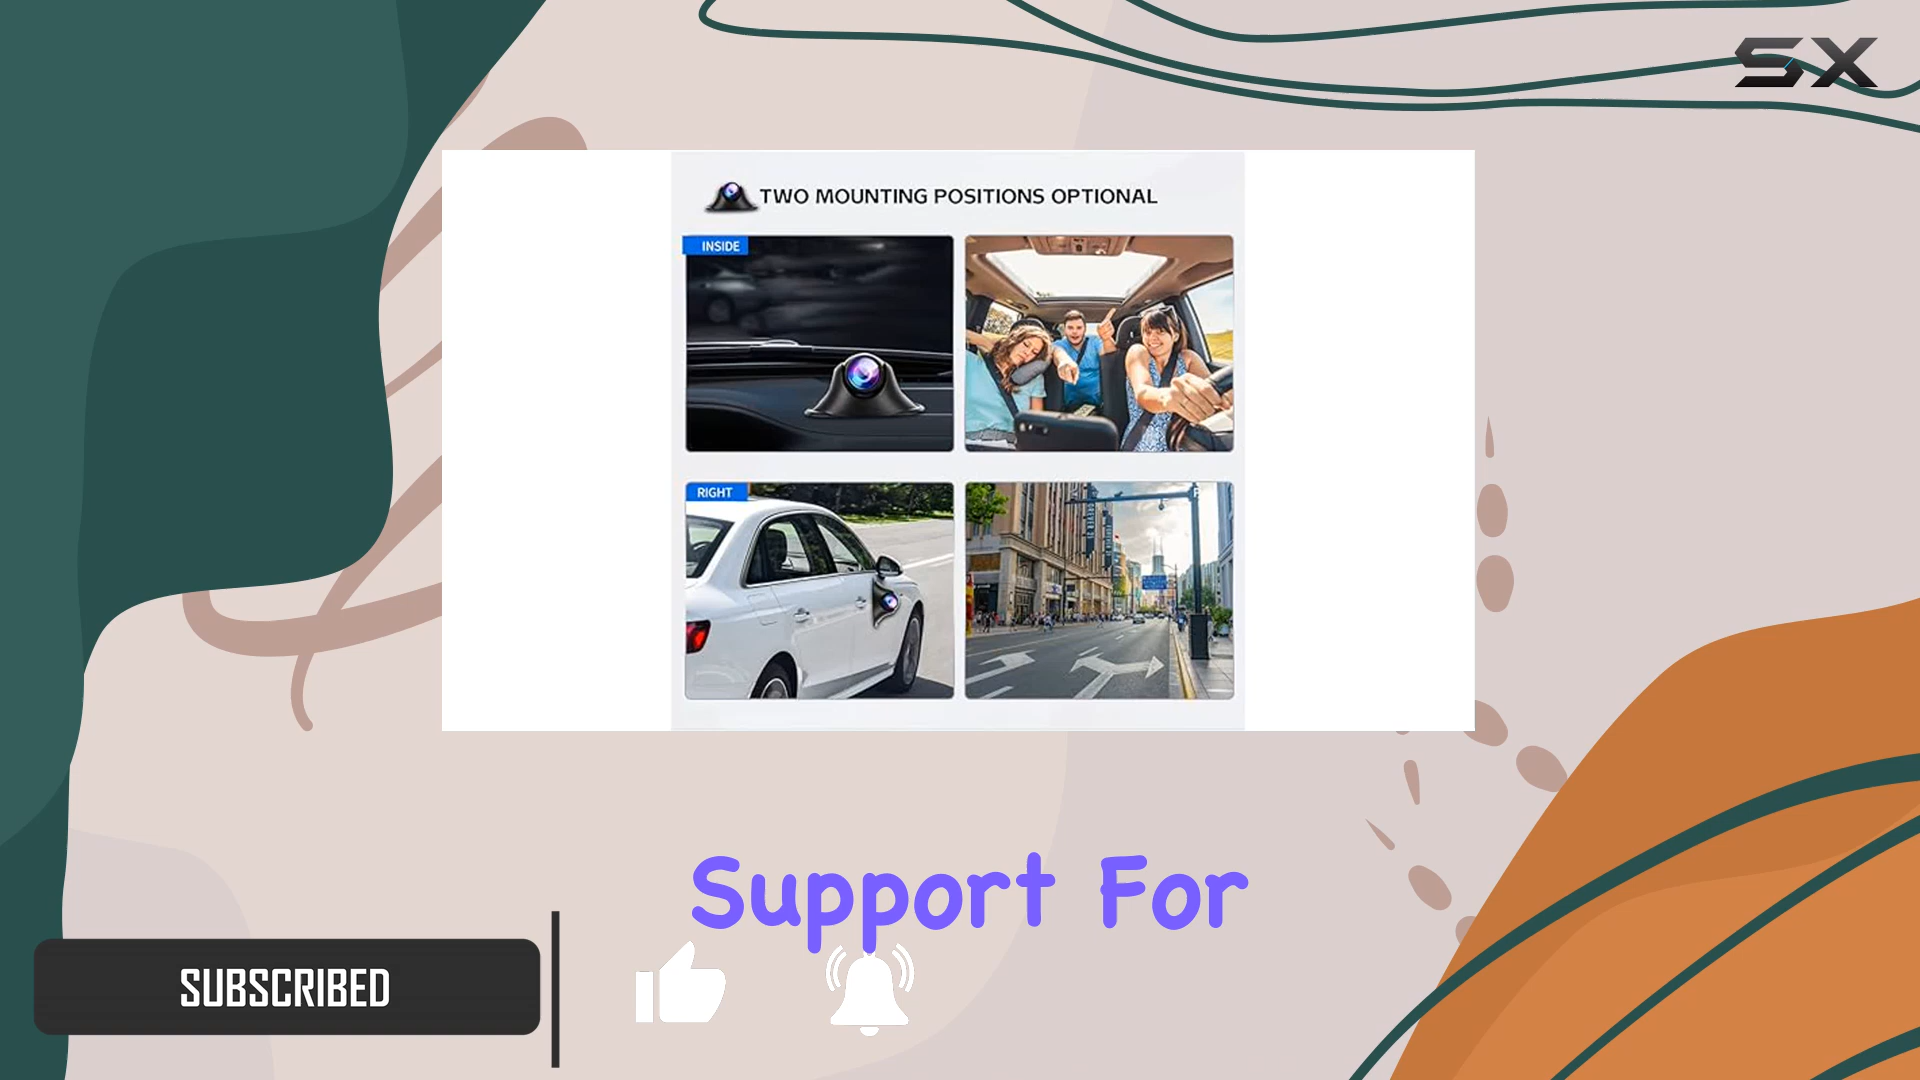 SX
TWO MOUNTING POSITIONS OPTIONAL
INSIDE
RIGHT
Support For
SUBSCRIBED